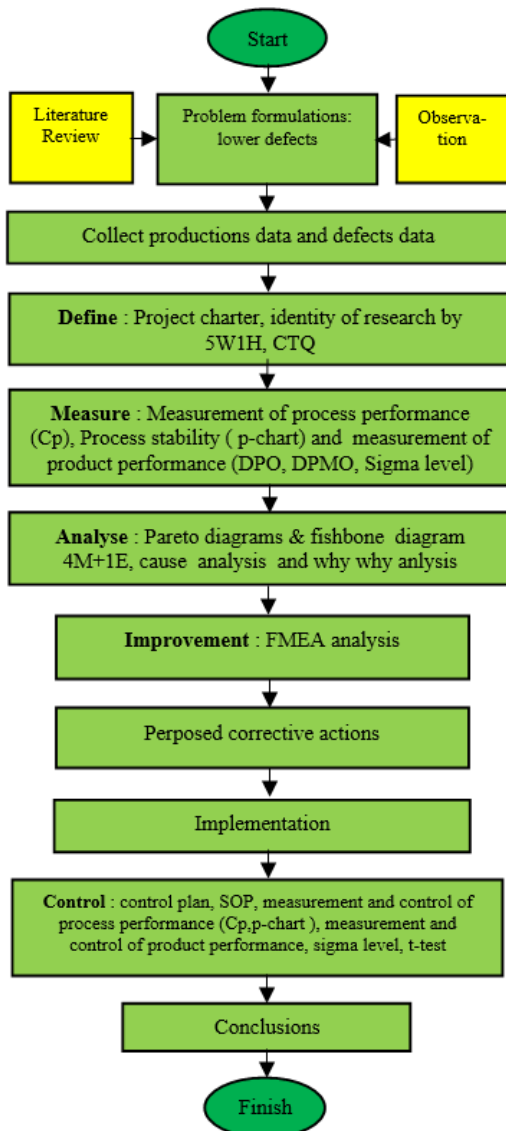 Start
Literature
Review
Problem formulations:
lower defects
Observa-
tion
Collect productions data and defects data
Define : Project charter, identity of research by
5W1H, CTQ
Measure : Measurement of process performance
(Cp), Process stability ( p-chart) and measurement of
product performance (DPO, DPMO, Sigma level)
Analyse : Pareto diagrams & fishbone diagram
4M+1E, cause analysis and why why anlysis
Improvement : FMEA analysis
Perposed corrective actions
Implementation
Control : control plan, SOP, measurement and control of
process performance (Cp,p-chart ), measurement and
control of product performance, sigma level, t-test
Conclusions
Finish